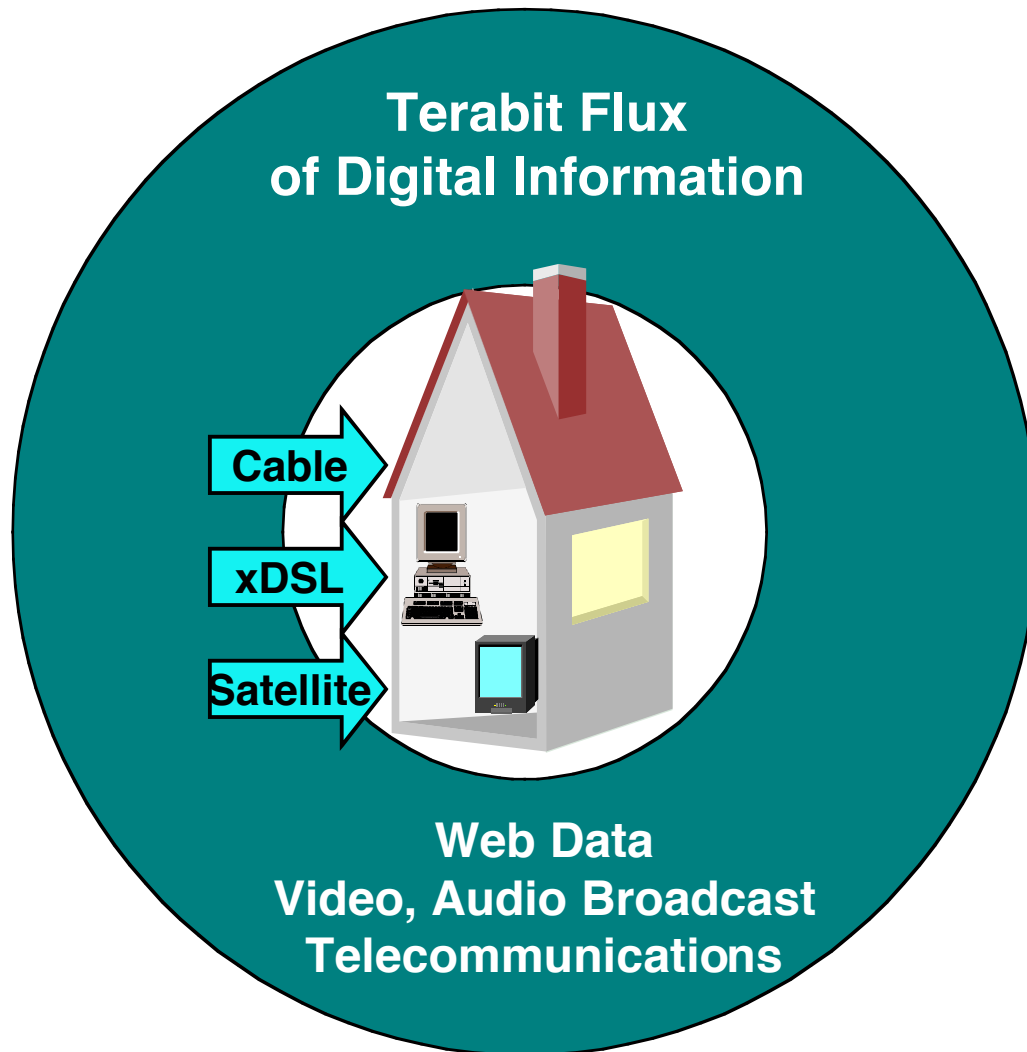 Terabit Flux
of Digital Information
Cable
xDSL
Satellite
Web Data
Video, Audio Broadcast
Telecommunications